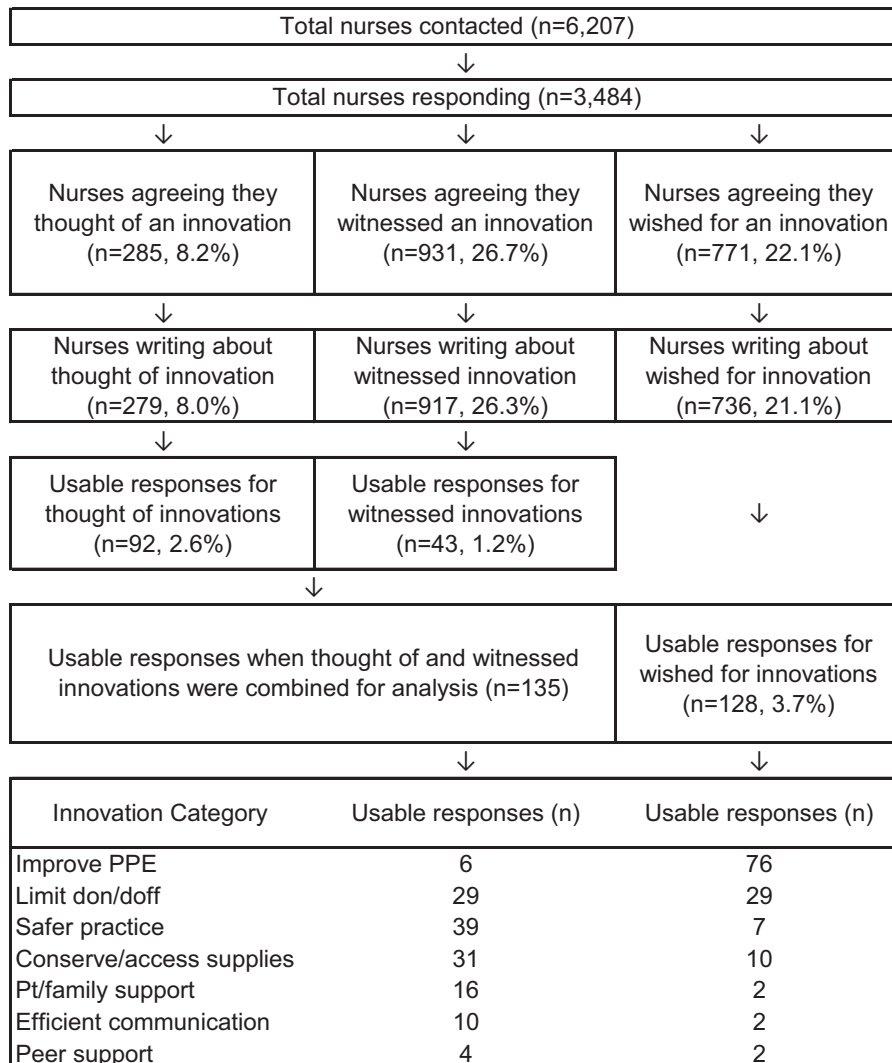 Total nurses contacted (n=6,207)
↓
Total nurses responding (n=3,484)
↓ ↓ ↓
Nurses agreeing they
thought of an innovation
(n=285, 8.2%)
Nurses agreeing they
witnessed an innovation
(n=931, 26.7%)
Nurses agreeing they
wished for an innovation
(n=771, 22.1%)
↓ ↓ ↓
Nurses writing about
thought of innovation
(n=279, 8.0%)
Nurses writing about
witnessed innovation
(n=917, 26.3%)
Nurses writing about
wished for innovation
(n=736, 21.1%)
↓ ↓
Usable responses for
thought of innovations
(n=92, 2.6%)
Usable responses for
witnessed innovations
(n=43, 1.2%)
↓
↓
Usable responses when thought of and witnessed
innovations were combined for analysis (n=135)
Usable responses for
wished for innovations
(n=128, 3.7%)
↓ ↓
Innovation Category Usable responses (n) Usable responses (n)
Improve PPE 6 76
Limit don/doff 29 29
Safer practice 39 7
Conserve/access supplies 31 10
Pt/family support 16 2
Efficient communication 10 2
Peer support 4 2